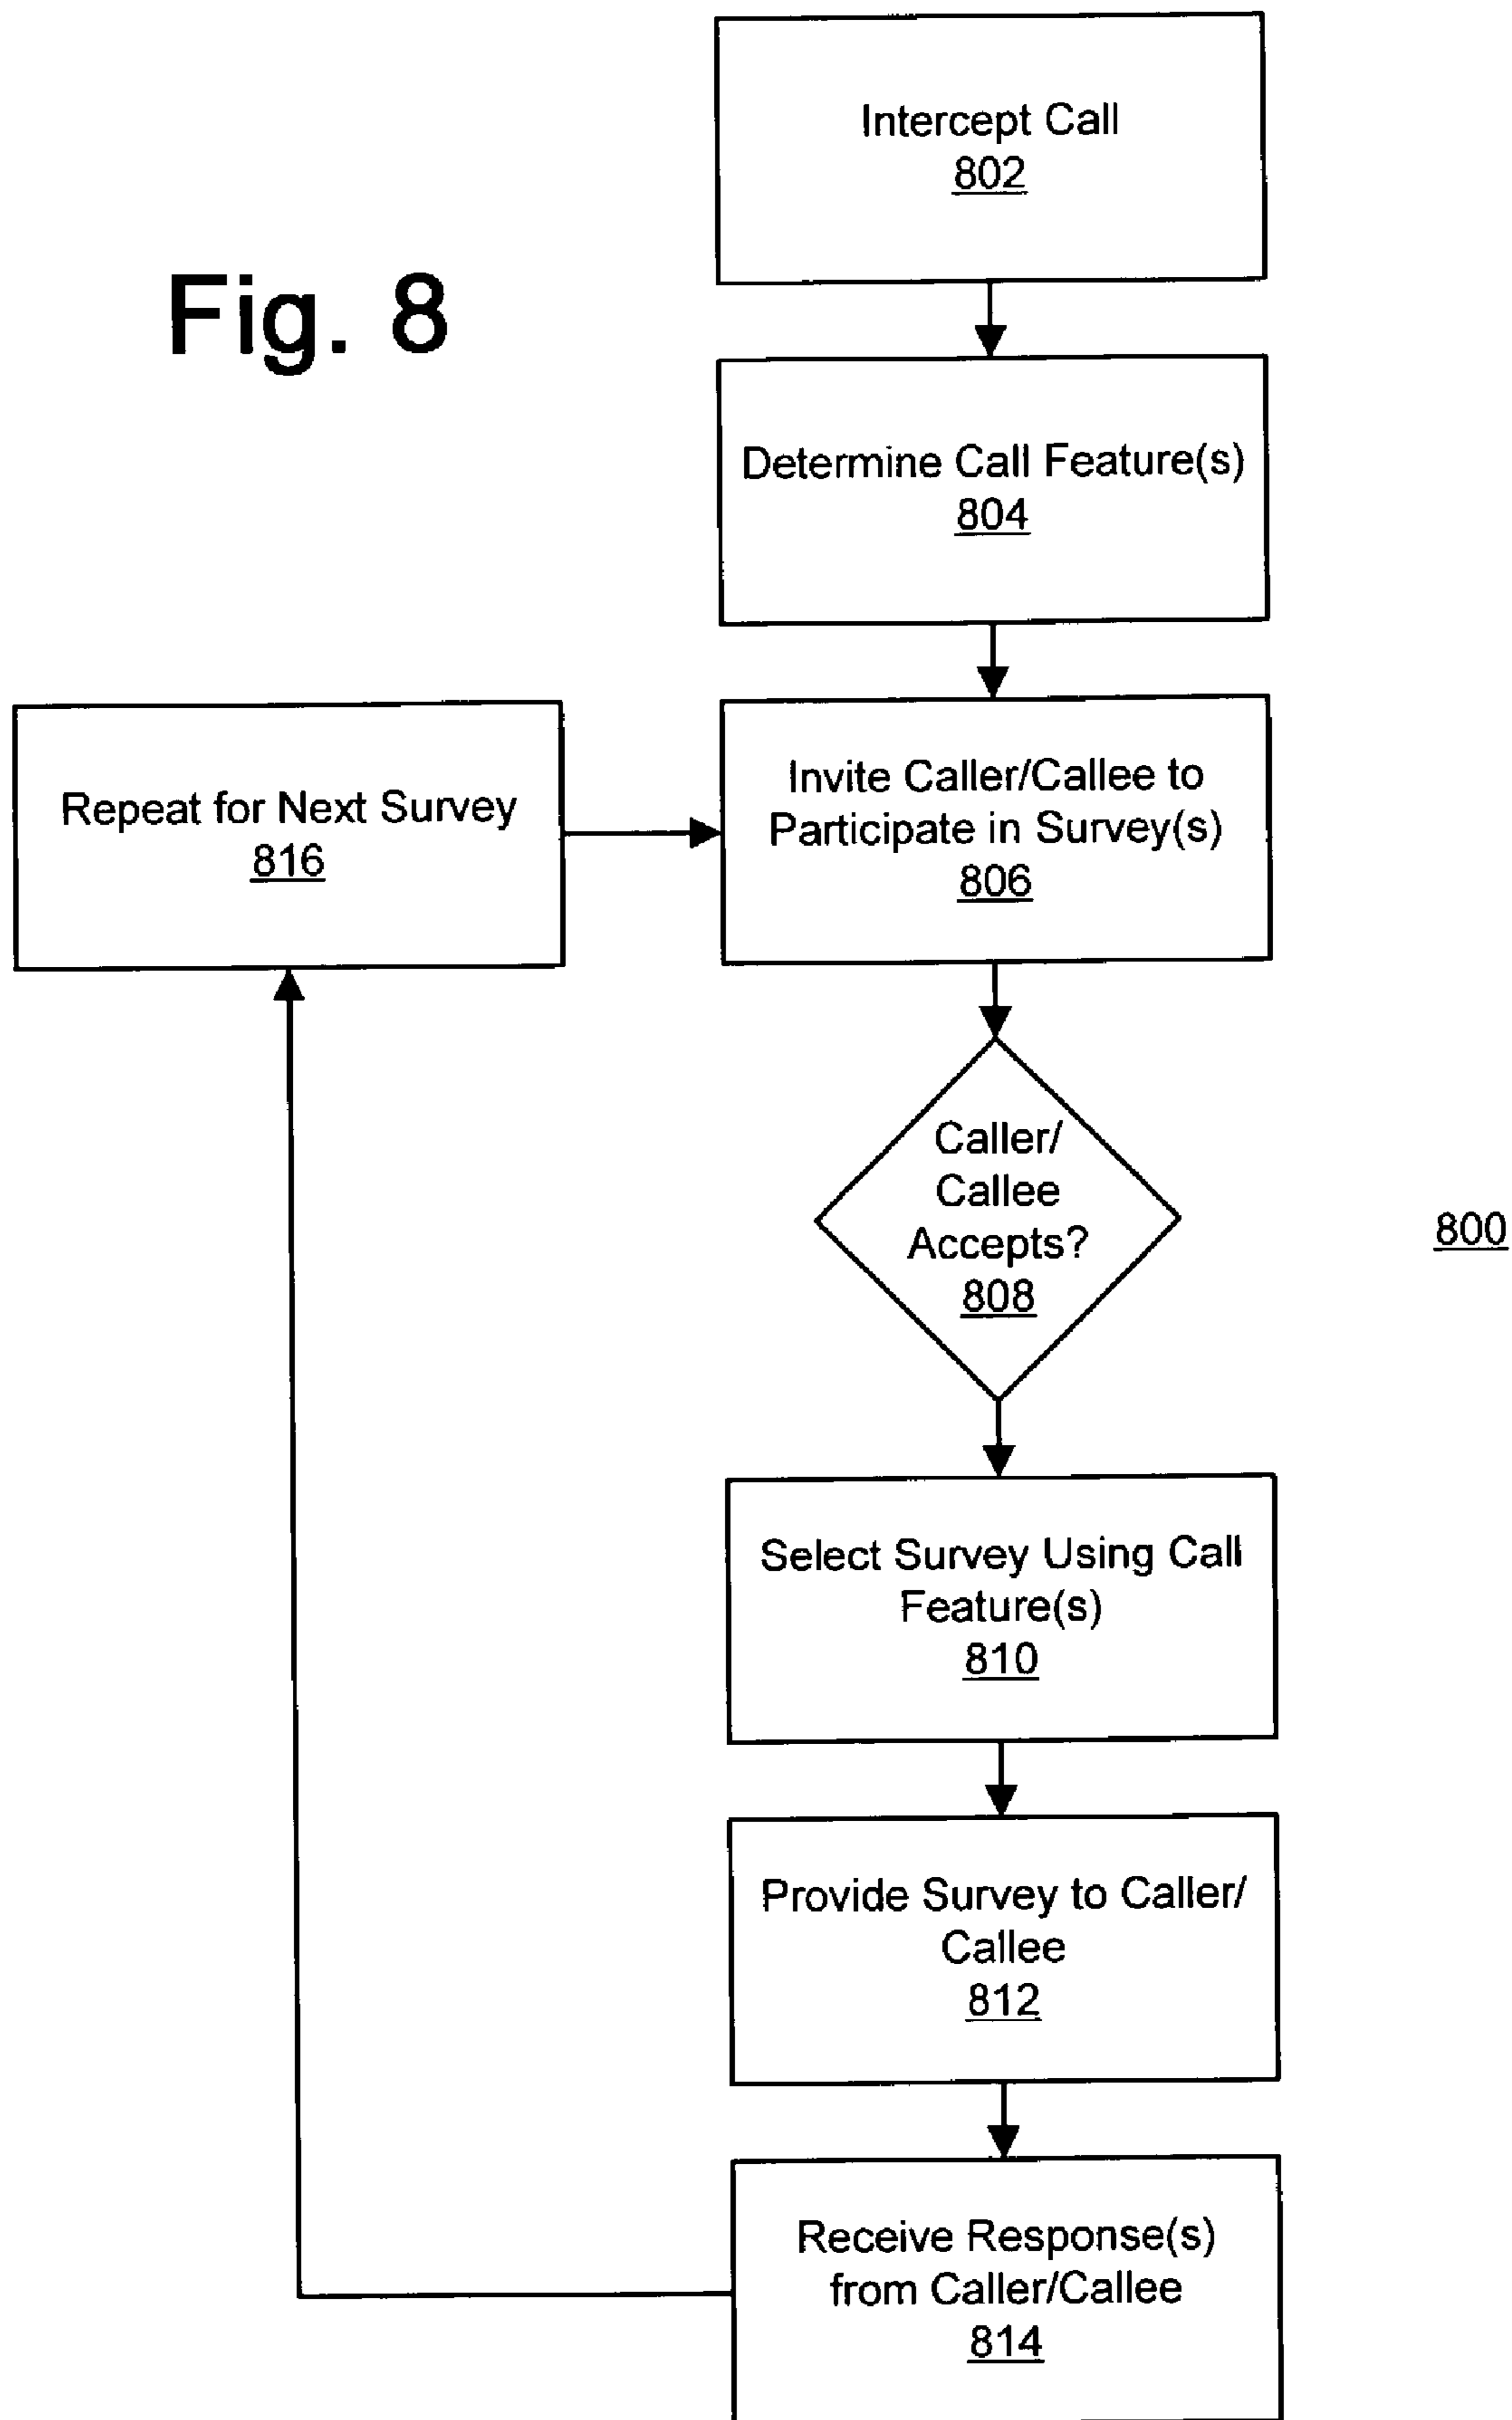 Fig. 8
Intercept Call
802
Determine Call Feature(s)
804
Repeat for Next Survey
816
Invite Caller/Callee to
Participate in Survey(s)
806
Caller/
Callee
Accepts?
808
800
Select Survey Using Call
Feature(s)
810
Provide Survey to Caller/
Callee
812
Receive Response(s)
from Caller/Callee
814